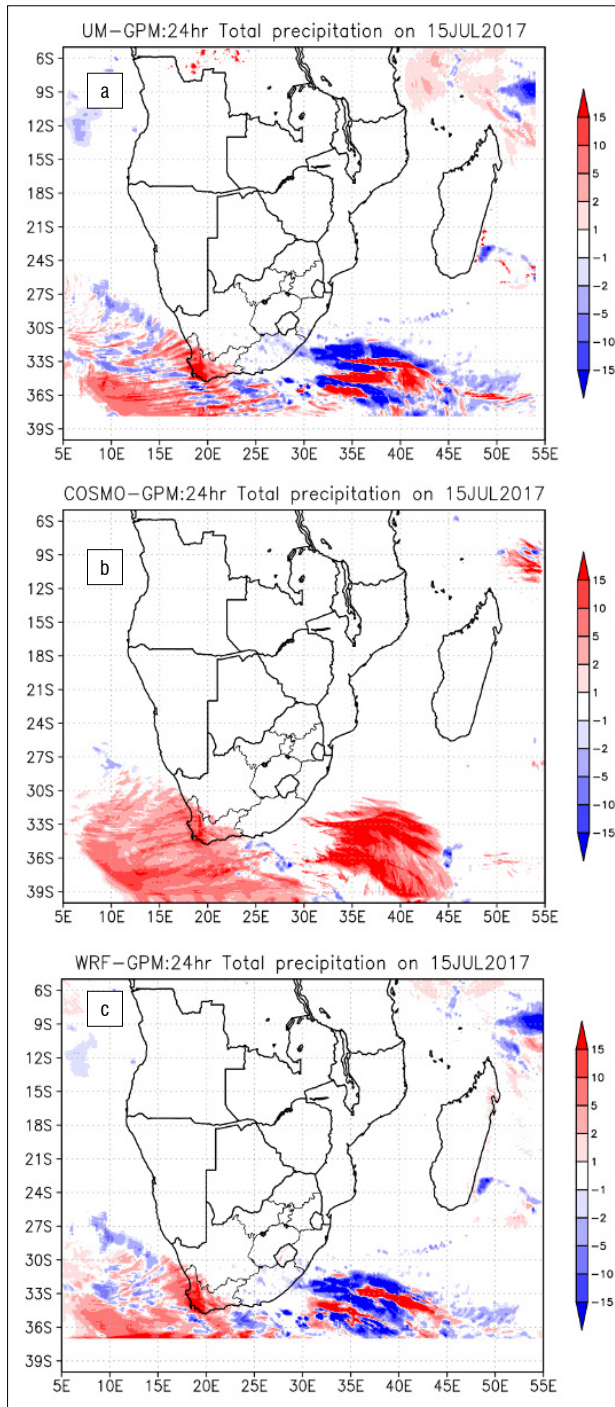 UM-GPM:24hr Total precipitation on 15JUL2017
a
6S
9S
12S
15S
18S
21S
24S
27S
30S
33S
36S
39S
5E 10E 15E 20E 25E 30E 35E 40E 45E 50E 55E
15
10
5
2
1
-1
-2
-5
-10
-15
COSMO-GPM:24hr Total precipitation on 15JUL2017
b
6S
9S
12S
15S
18S
21S
24S
27S
30S
33S
36S
39S
5E 10E 15E 20E 25E 30E 35E 40E 45E 50E 55E
15
10
5
2
1
-1
-2
-5
-10
-15
WRF-GPM:24hr Total precipitation on 15JUL2017
c
6S
9S
12S
15S
18S
21S
24S
27S
30S
33S
36S
39S
5E 10E 15E 20E 25E 30E 35E 40E 45E 50E 55E
15
10
5
2
1
-1
-2
-5
-10
-15